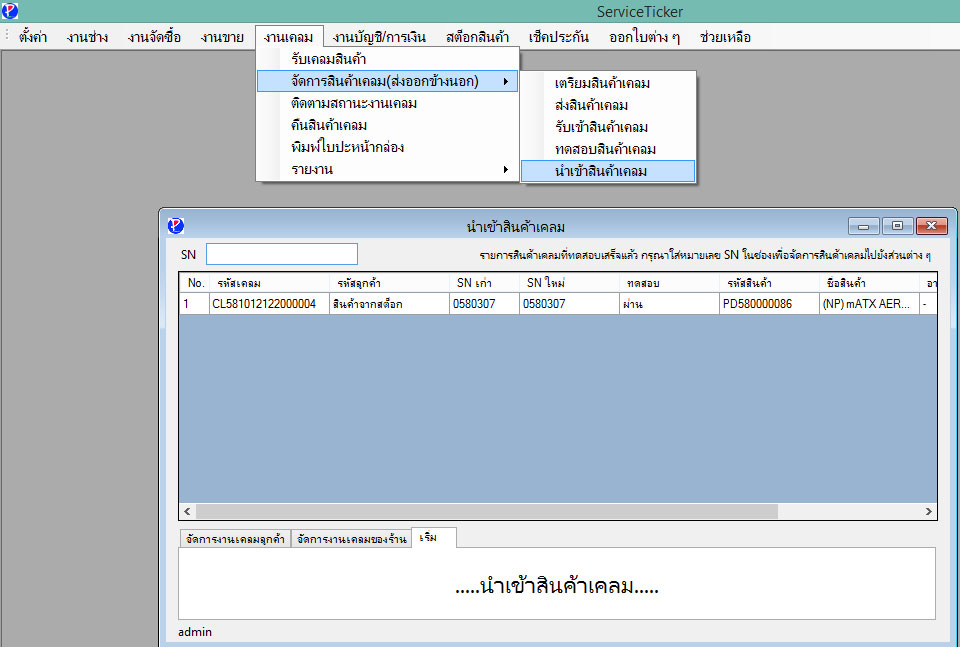 ServiceTicker
ตั้งค่า งานช่าง งานจัดซื้อ งานขาย งานเคลม งานบัญชี/การเงิน สต็อกสินค้า เช็คประกัน ออกใบต่าง ๆ ช่วยเหลือ
รับเคลมสินค้า
จัดการสินค้าเคลม(ส่งออกข้างนอก)
ติดตามสถานะงานเคลม
คืนสินค้าเคลม
พิมพ์ใบปะหน้ากล่อง
รายงาน
เตรียมสินค้าเคลม
ส่งสินค้าเคลม
รับเข้าสินค้าเคลม
ทดสอบสินค้าเคลม
นำเข้าสินค้าเคลม
นำเข้าสินค้าเคลม
SN รายการสินค้าเคลมที่ทดสอบเสร็จแล้ว กรุณาใส่หมายเลข SN ในช่องเพื่อจัดการสินค้าเคลมไปยังส่วนต่าง ๆ
No. รหัสเคลม รหัสลูกค้า SN เก่า SN ใหม่ ทดสอบ รหัสสินค้า ชื่อสินค้า อา
1 CL581012122000004 สินค้าจากสต็อก 0580307 0580307 ผ่าน PD580000086 (NP) mATX AER... -
จัดการงานเคลมลูกค้า จัดการงานเคลมของร้าน เริ่ม
.....นำเข้าสินค้าเคลม.....
admin